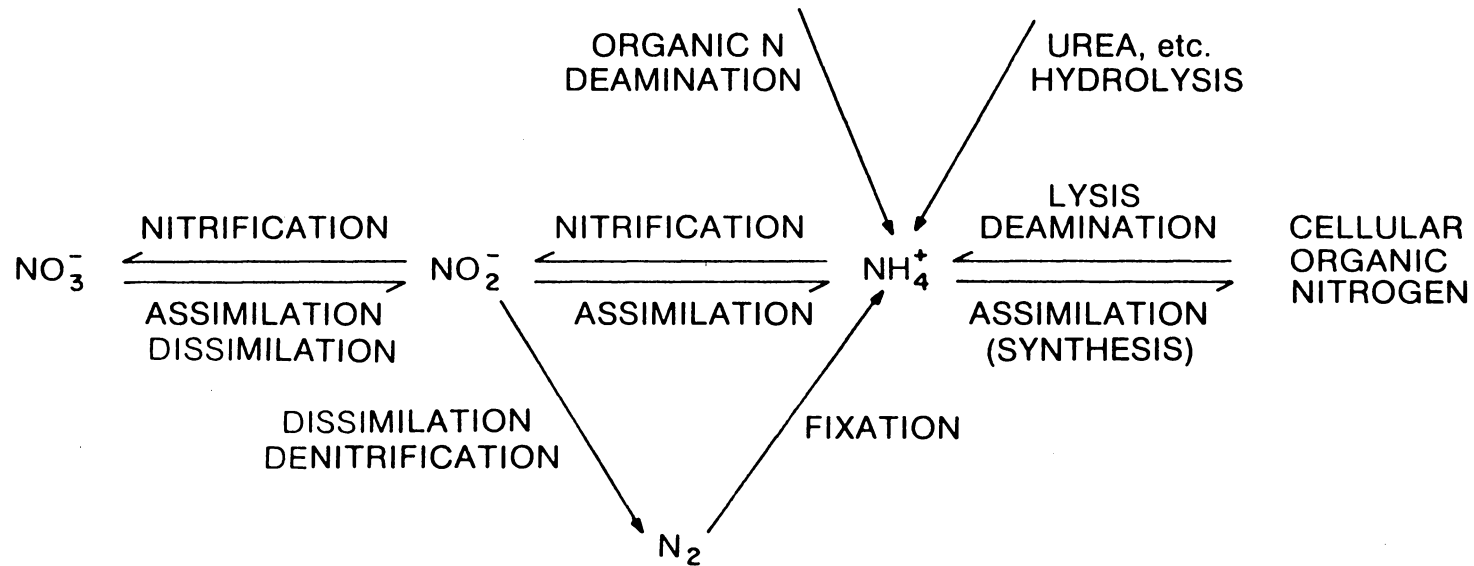 ORGANIC N
DEAMINATION
UREA, etc.
HYDROLYSIS
NITRIFICATION
NITRIFICATION
LYSIS
DEAMINATION
NO₃⁻
NO₂⁻
NH₄⁺
CELLULAR
ORGANIC
NITROGEN
ASSIMILATION
DISSIMILATION
ASSIMILATION
ASSIMILATION
(SYNTHESIS)
DISSIMILATION
DENITRIFICATION
FIXATION
N₂